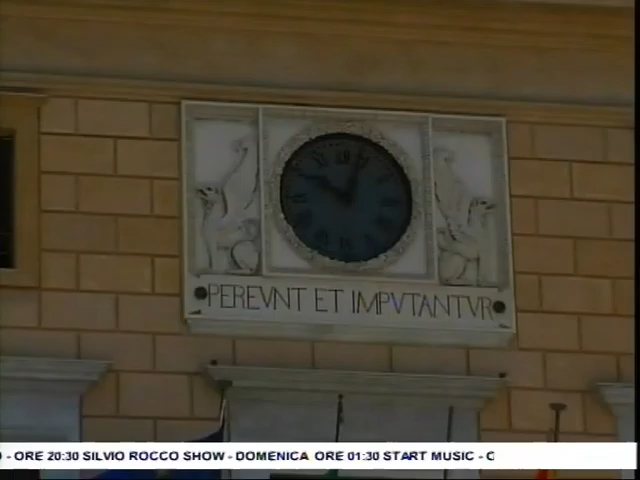 PEREVNT ET IMPVTANTVR
- ORE 20:30 SILVIO ROCCO SHOW - DOMENICA ORE 01:30 START MUSIC - C